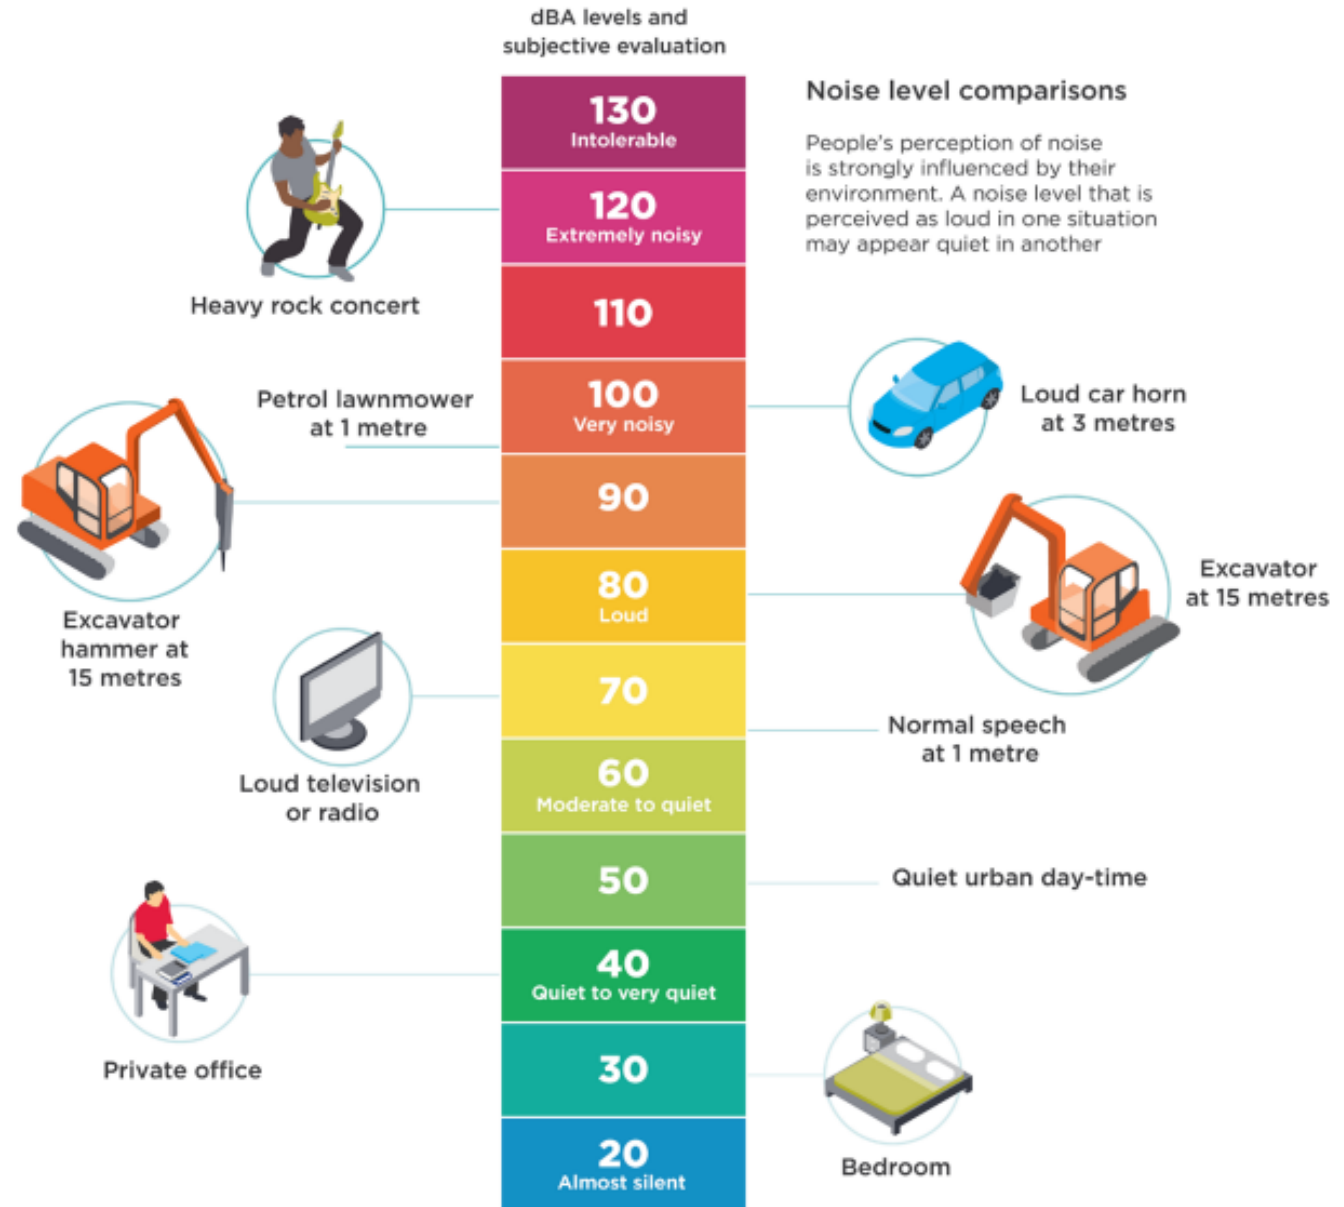 dBA levels and
subjective evaluation
Noise level comparisons
People's perception of noise
is strongly influenced by their
environment. A noise level that is
perceived as loud in one situation
may appear quiet in another
130
Intolerable
120
Extremely noisy
Heavy rock concert
110
100
Very noisy
Petrol lawnmower
at 1 metre
Loud car horn
at 3 metres
90
Excavator
hammer at
15 metres
80
Loud
Excavator
at 15 metres
70
Loud television
or radio
Normal speech
at 1 metre
60
Moderate to quiet
50
Quiet urban day-time
40
Quiet to very quiet
Private office
30
Bedroom
20
Almost silent